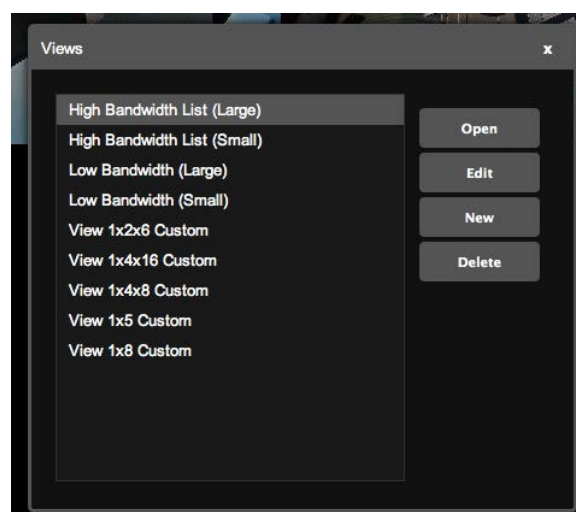 Views
x
High Bandwidth List (Large)
High Bandwidth List (Small)
Low Bandwidth (Large)
Low Bandwidth (Small)
View 1x2x6 Custom
View 1x4x16 Custom
View 1x4x8 Custom
View 1x5 Custom
View 1x8 Custom
Open
Edit
New
Delete